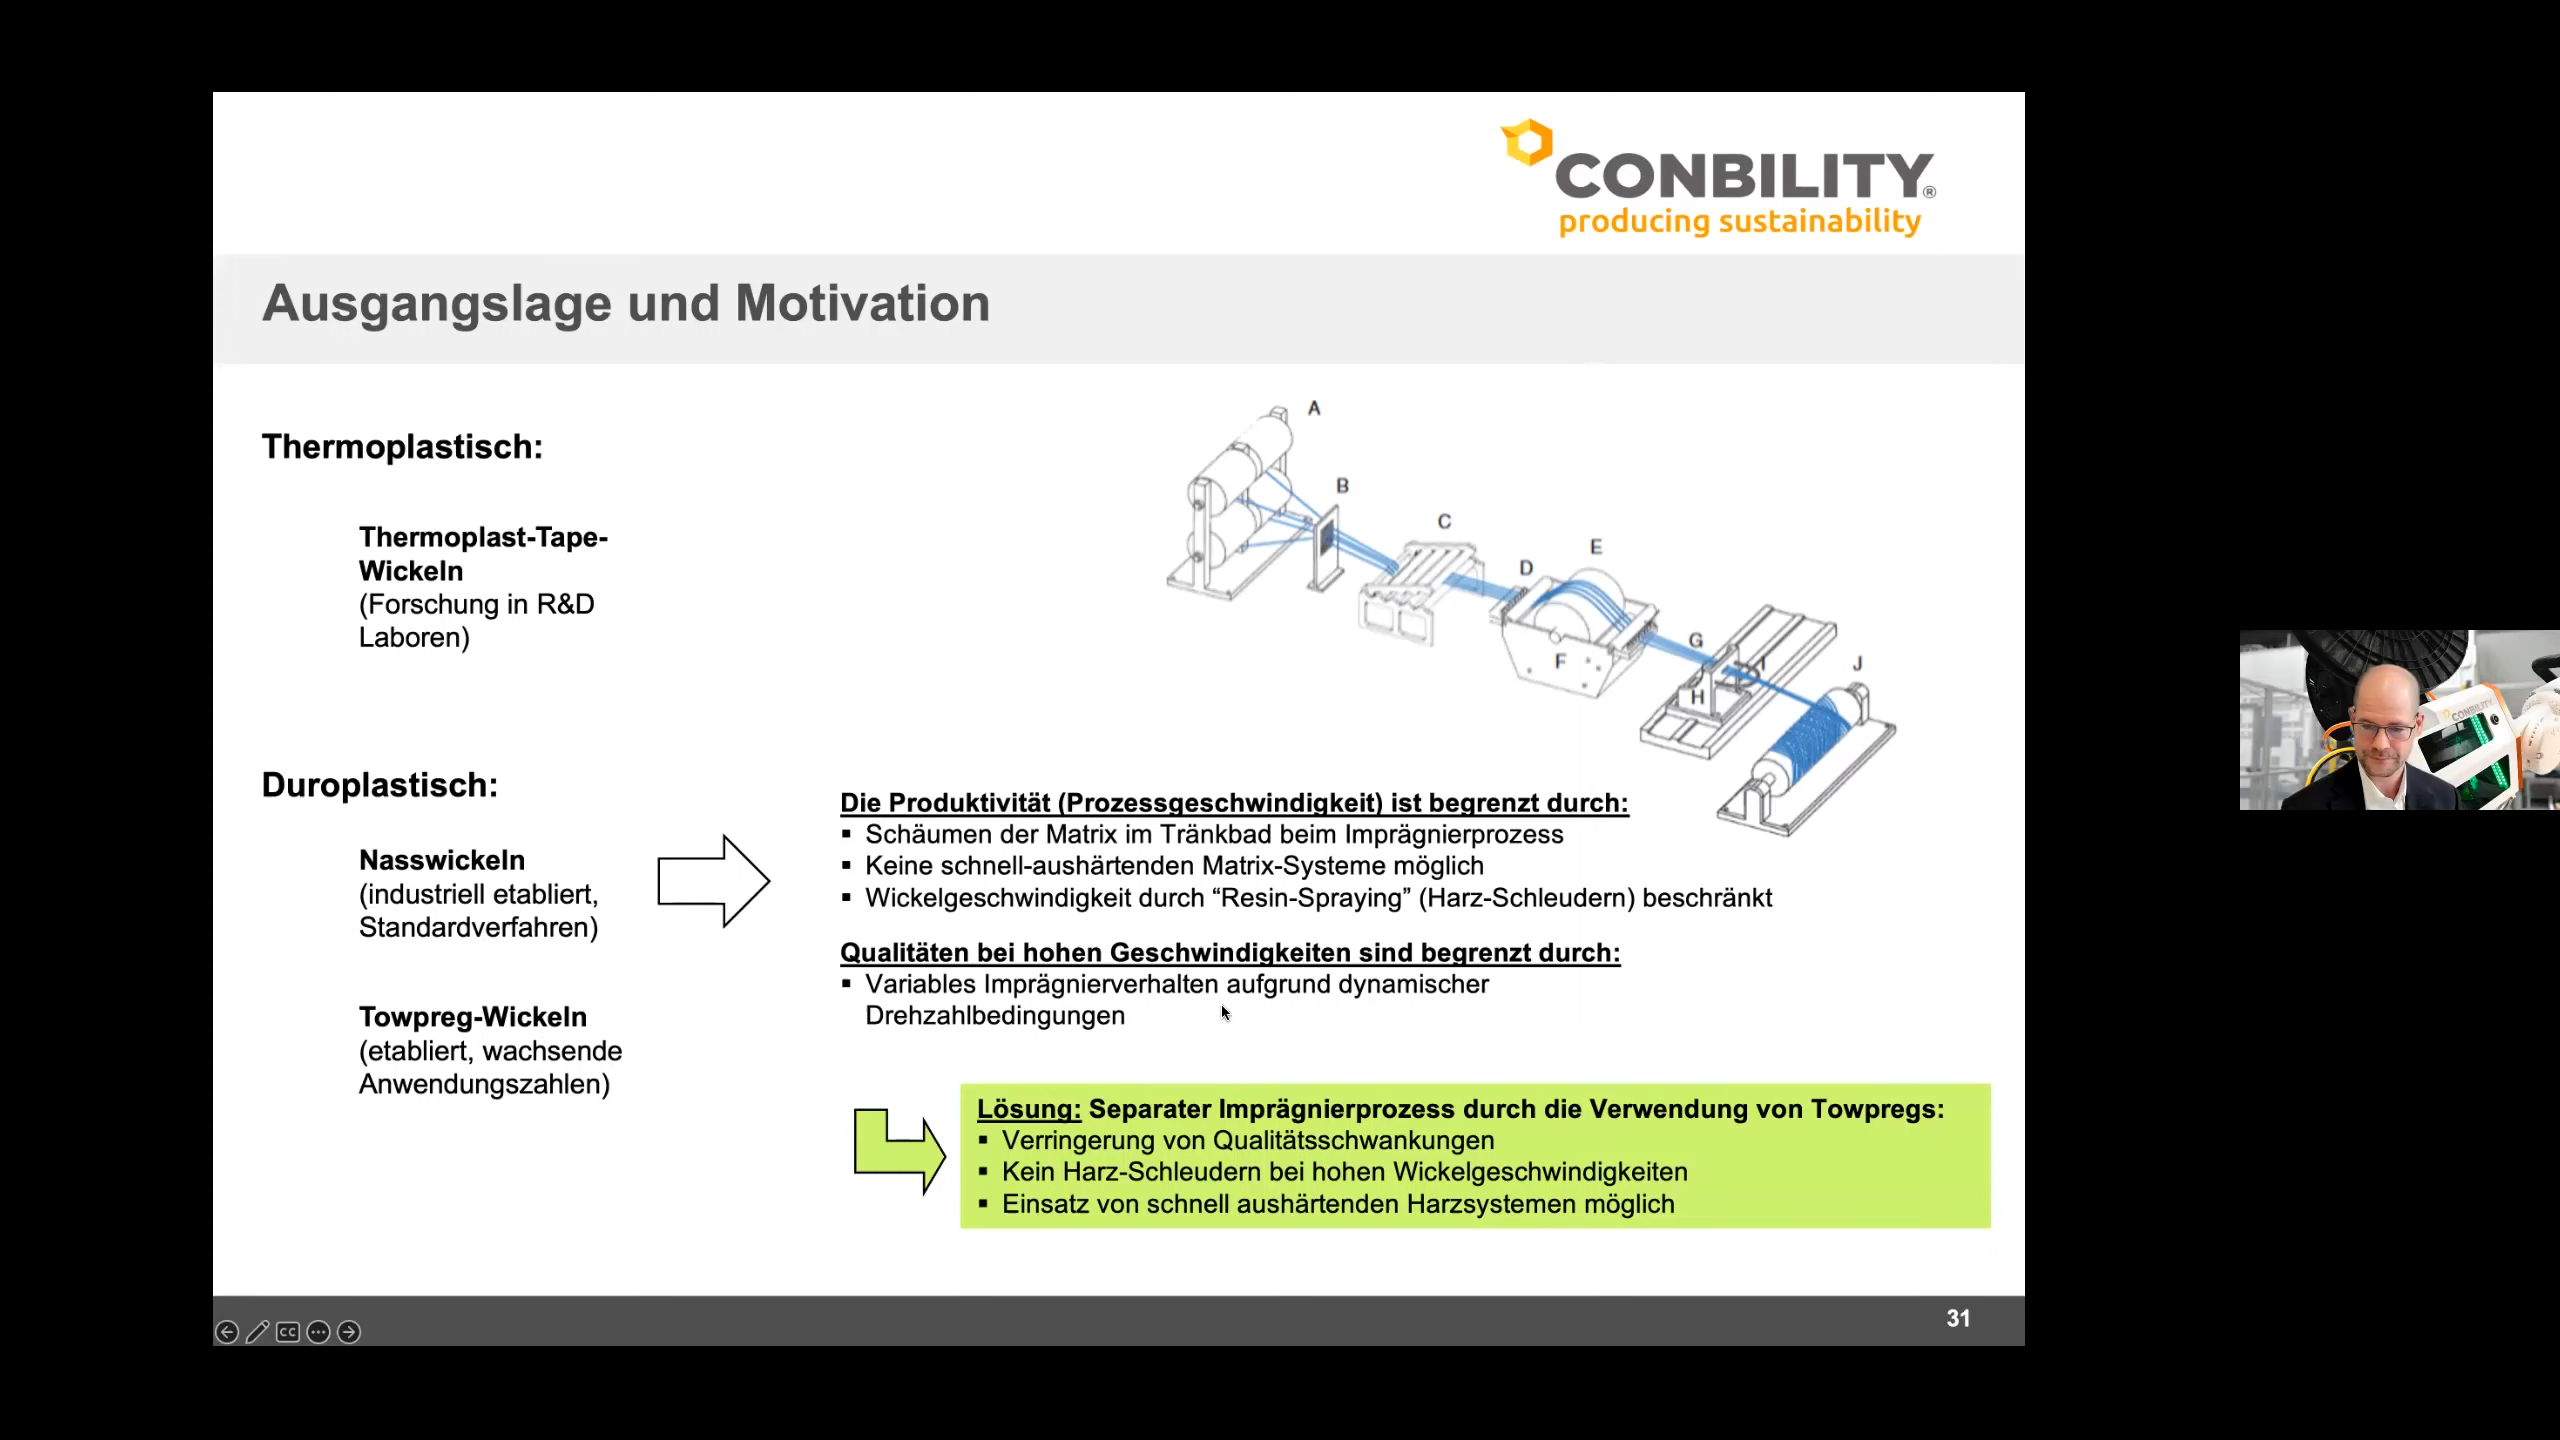 CONBILITY®
producing sustainability
Ausgangslage und Motivation
Thermoplastisch:
Thermoplast-Tape-
Wickeln
(Forschung in R&D
Laboren)
A
B
C
D
E
F
G
H
I
J
Duroplastisch:
Nasswickeln
(industriell etabliert,
Standardverfahren)
Towpreg-Wickeln
(etabliert, wachsende
Anwendungszahlen)
Die Produktivität (Prozessgeschwindigkeit) ist begrenzt durch:
▪ Schäumen der Matrix im Tränkbad beim Imprägnierprozess
▪ Keine schnell-aushärtenden Matrix-Systeme möglich
▪ Wickelgeschwindigkeit durch “Resin-Spraying” (Harz-Schleudern) beschränkt
Qualitäten bei hohen Geschwindigkeiten sind begrenzt durch:
▪ Variables Imprägnierverhalten aufgrund dynamischer
Drehzahlbedingungen
Lösung: Separater Imprägnierprozess durch die Verwendung von Towpregs:
▪ Verringerung von Qualitätsschwankungen
▪ Kein Harz-Schleudern bei hohen Wickelgeschwindigkeiten
▪ Einsatz von schnell aushärtenden Harzsystemen möglich
CC
31
CONBILITY